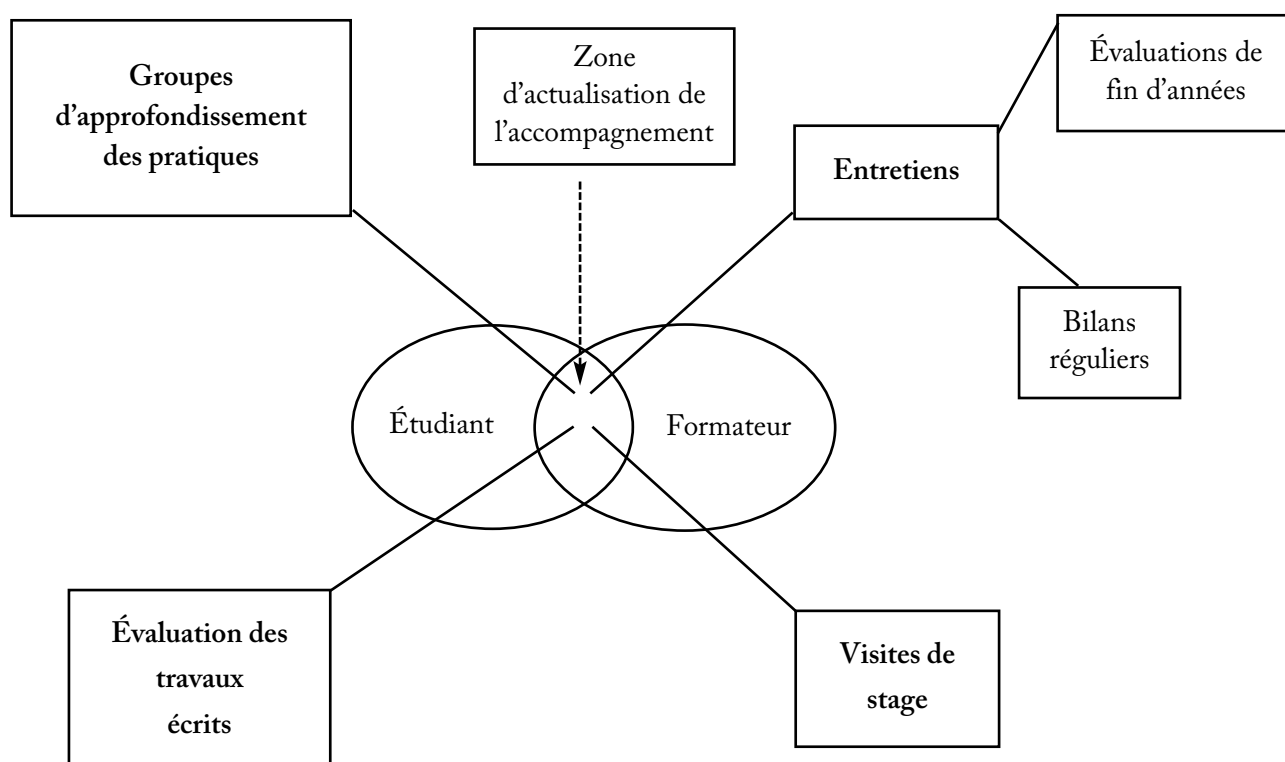 Groupes
d’approfondissement
des pratiques
Zone
d’actualisation de
l’accompagnement
Évaluations de
fin d’années
Entretiens
Bilans
réguliers
Étudiant
Formateur
Évaluation des
travaux
écrits
Visites de
stage